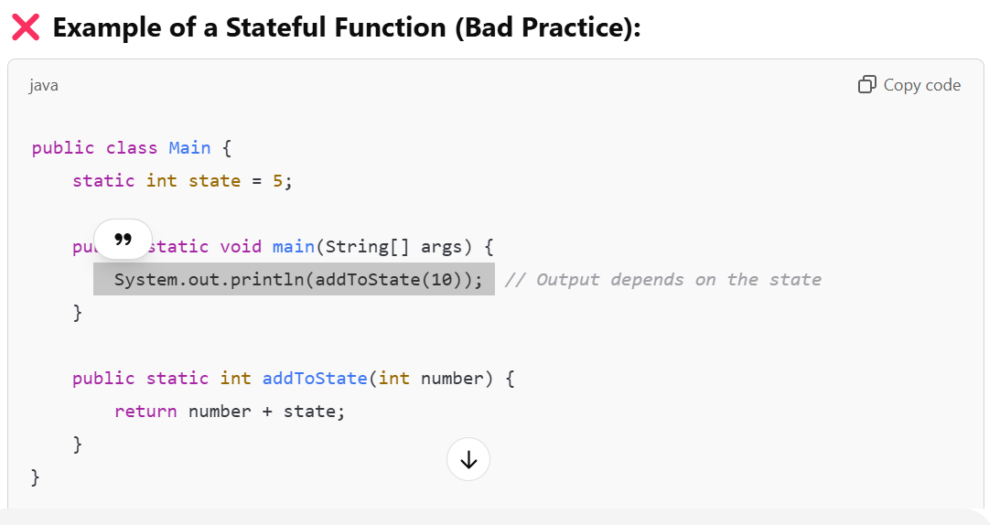 ❌ Example of a Stateful Function (Bad Practice):
java
Copy code
public class Main {
    static int state = 5;
    static void main(String[] args) {
        System.out.println(addToState(10)); // Output depends on the state
    }
    public static int addToState(int number) {
        return number + state;
    }
}